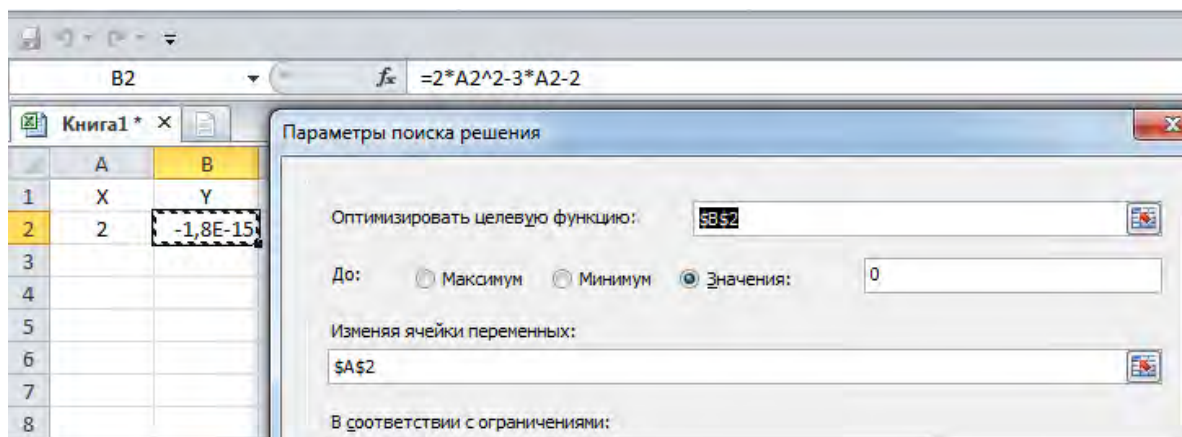 B2 fx =2*A2^2-3*A2-2
Книга1 *
Параметры поиска решения
A B
1 X Y
2 2 -1,8E-15
3
4
5
6
7
8
Оптимизировать целевую функцию: $B$2
До: Максимум Минимум Значения: 0
Изменяя ячейки переменных:
$A$2
В соответствии с ограничениями: